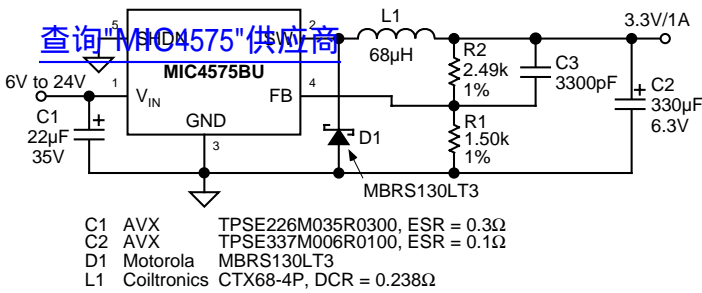 查询"MIC4575"供应商
5
SHDN
SW
2
L1
68µH
3.3V/1A
MIC4575BU
6V to 24V
1
VIN
FB
4
GND
3
R2
2.49k
1%
C3
3300pF
C2
330µF
6.3V
C1
22µF
35V
D1
R1
1.50k
1%
MBRS130LT3
C1 AVX TPSE226M035R0300, ESR = 0.3Ω
C2 AVX TPSE337M006R0100, ESR = 0.1Ω
D1 Motorola MBRS130LT3
L1 Coiltronics CTX68-4P, DCR = 0.238Ω